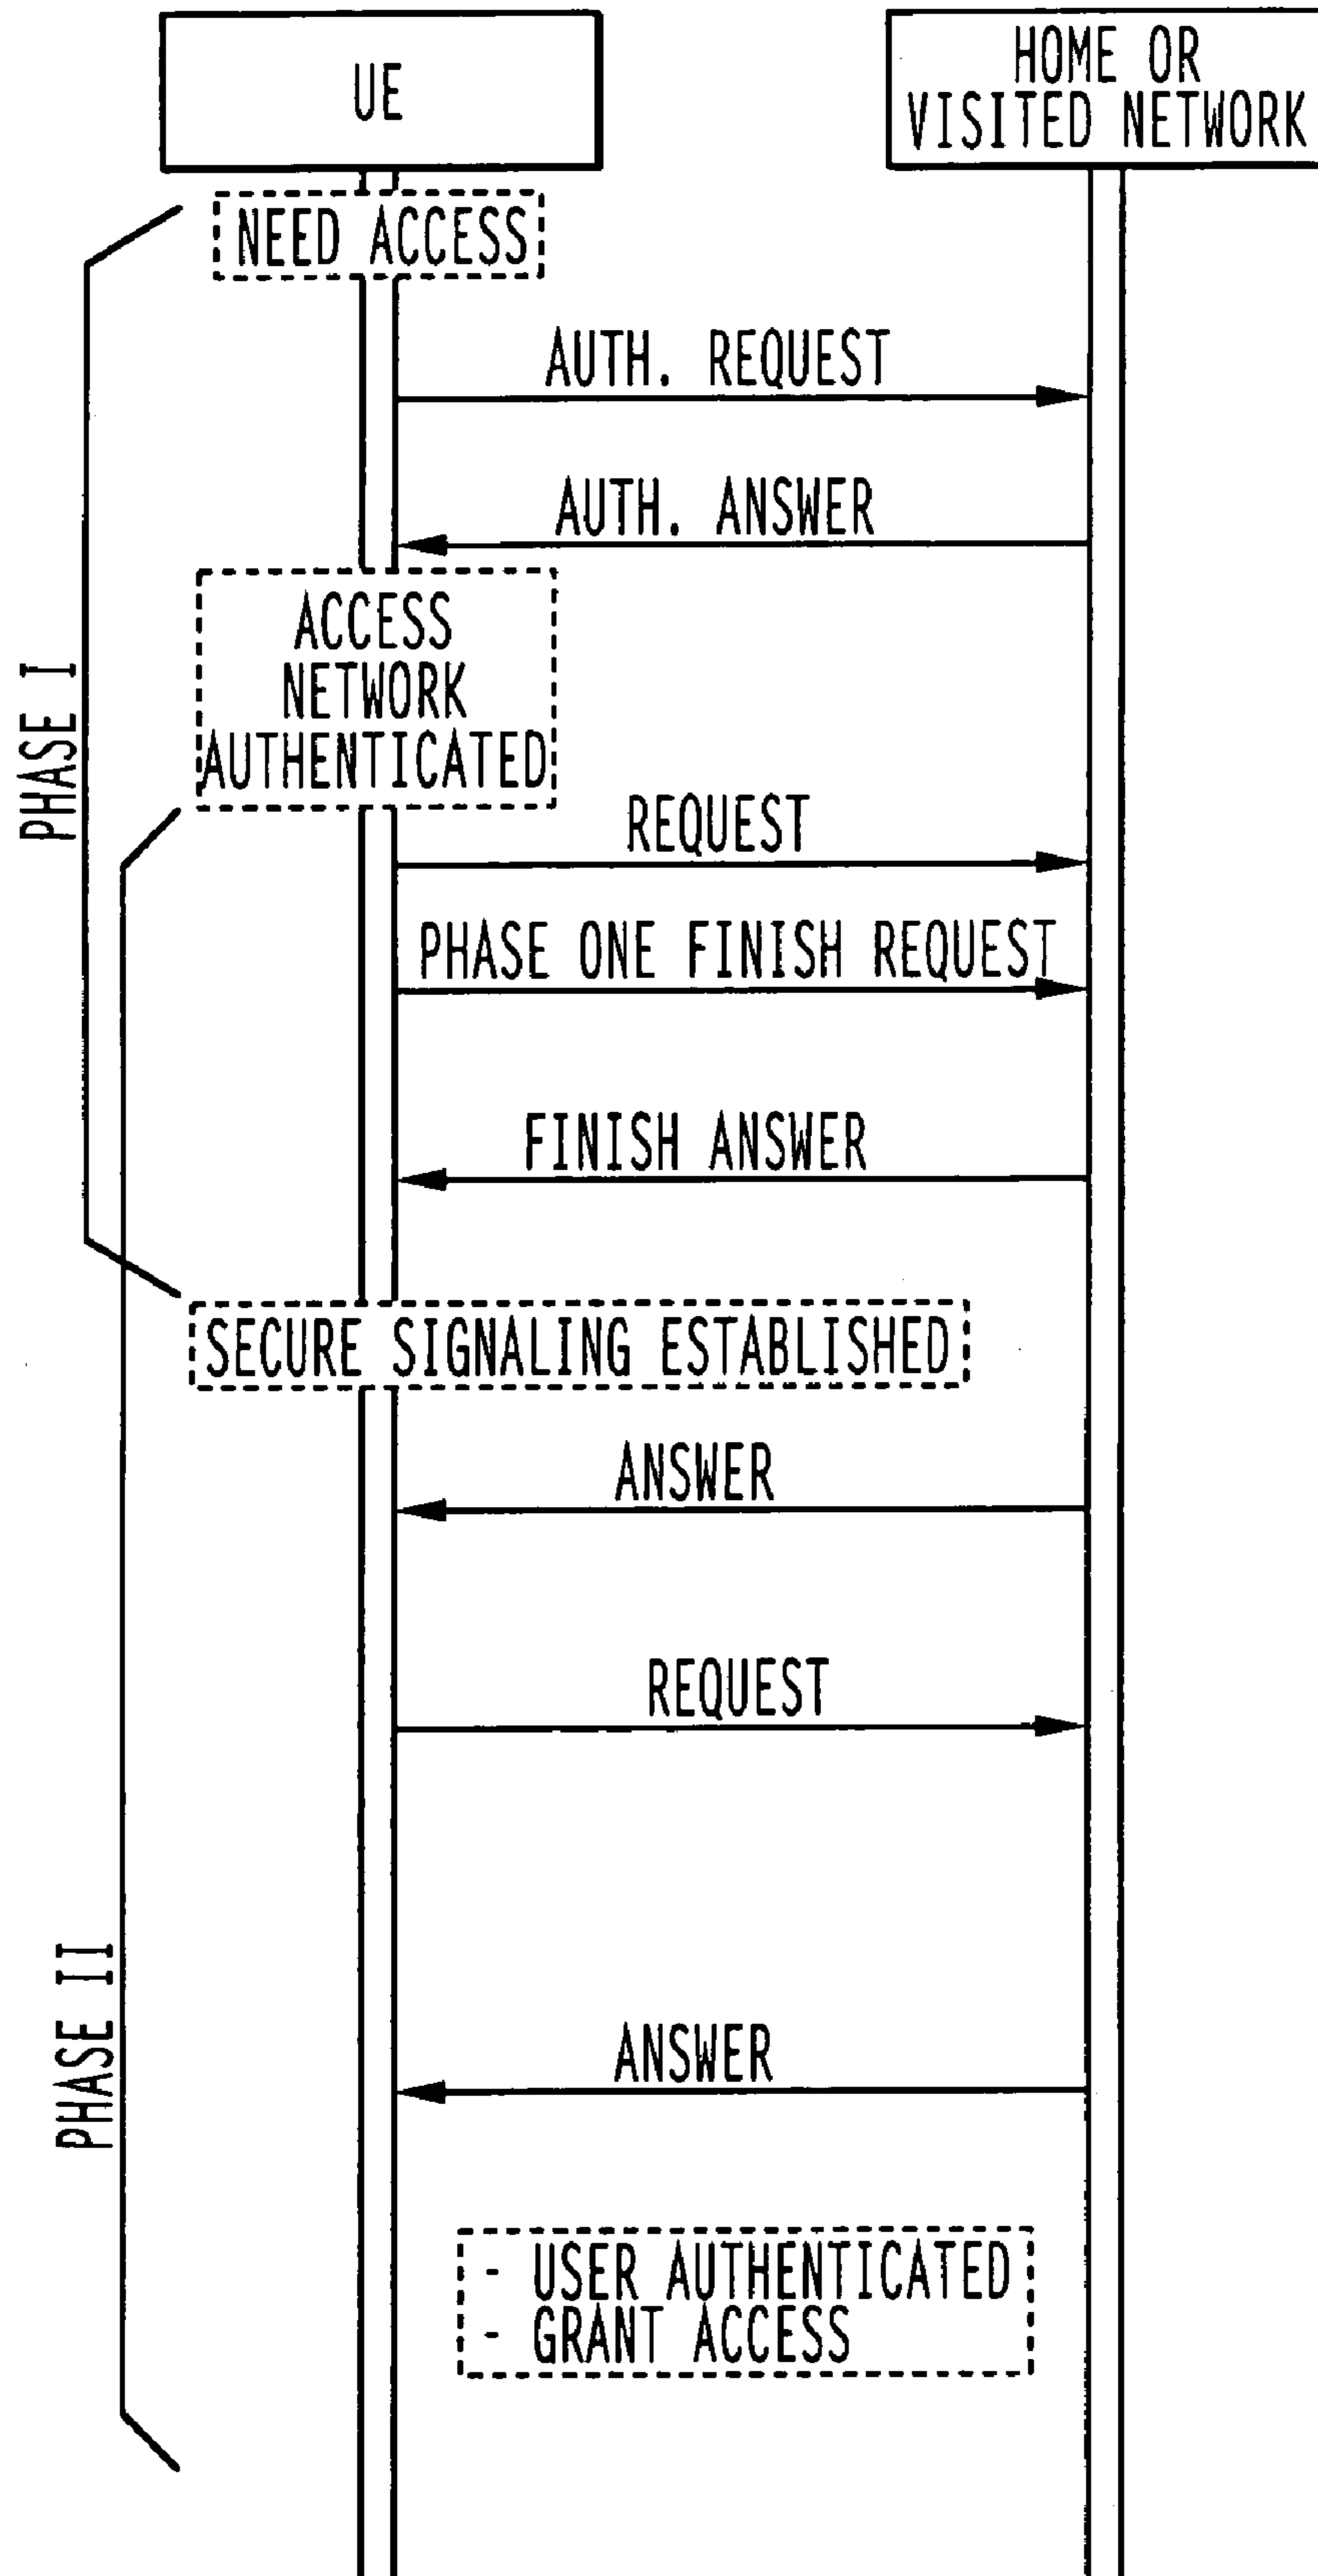 UE
HOME OR
VISITED NETWORK
NEED ACCESS
AUTH. REQUEST
AUTH. ANSWER
ACCESS
NETWORK
AUTHENTICATED
PHASE I
REQUEST
PHASE ONE FINISH REQUEST
FINISH ANSWER
SECURE SIGNALING ESTABLISHED
ANSWER
REQUEST
PHASE II
ANSWER
- USER AUTHENTICATED
- GRANT ACCESS